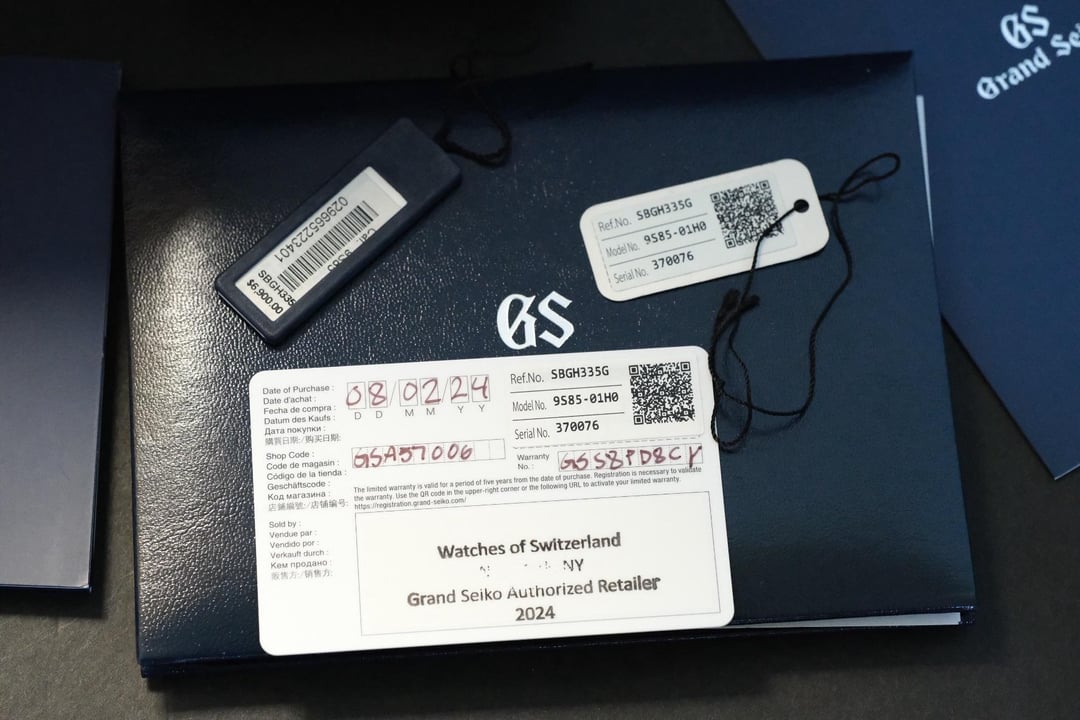 GS
Grand Se
029665223401
Cal. 9S85
SBGH335
$6,900.00
Ref.No. SBGH335G
Model No. 9S85-01H0
Serial No. 370076
GS
Date of Purchase :
Date d'achat :
Fecha de compra :
Datum des Kaufs :
Дата покупки :
購買日期:/购买日期:
08/02/24
D D M M Y Y
Ref.No. SBGH335G
Model No. 9S85-01H0
Serial No. 370076
Shop Code :
Code de magasin :
Código de la tienda :
Geschäftscode :
Код магазина :
店鋪編號:/店铺编号:
GSA57006
Warranty
No. :
The limited warranty is valid for a period of five years from the date of purchase. Registration is necessary to validate
the warranty. Use the QR code in the upper-right corner or the following URL to activate your limited warranty.
https://registration.grand-seiko.com/
Sold by :
Vendue par :
Vendido por :
Verkauft durch :
Кем продано :
販售方:/销售方:
Watches of Switzerland
NY
Grand Seiko Authorized Retailer
2024